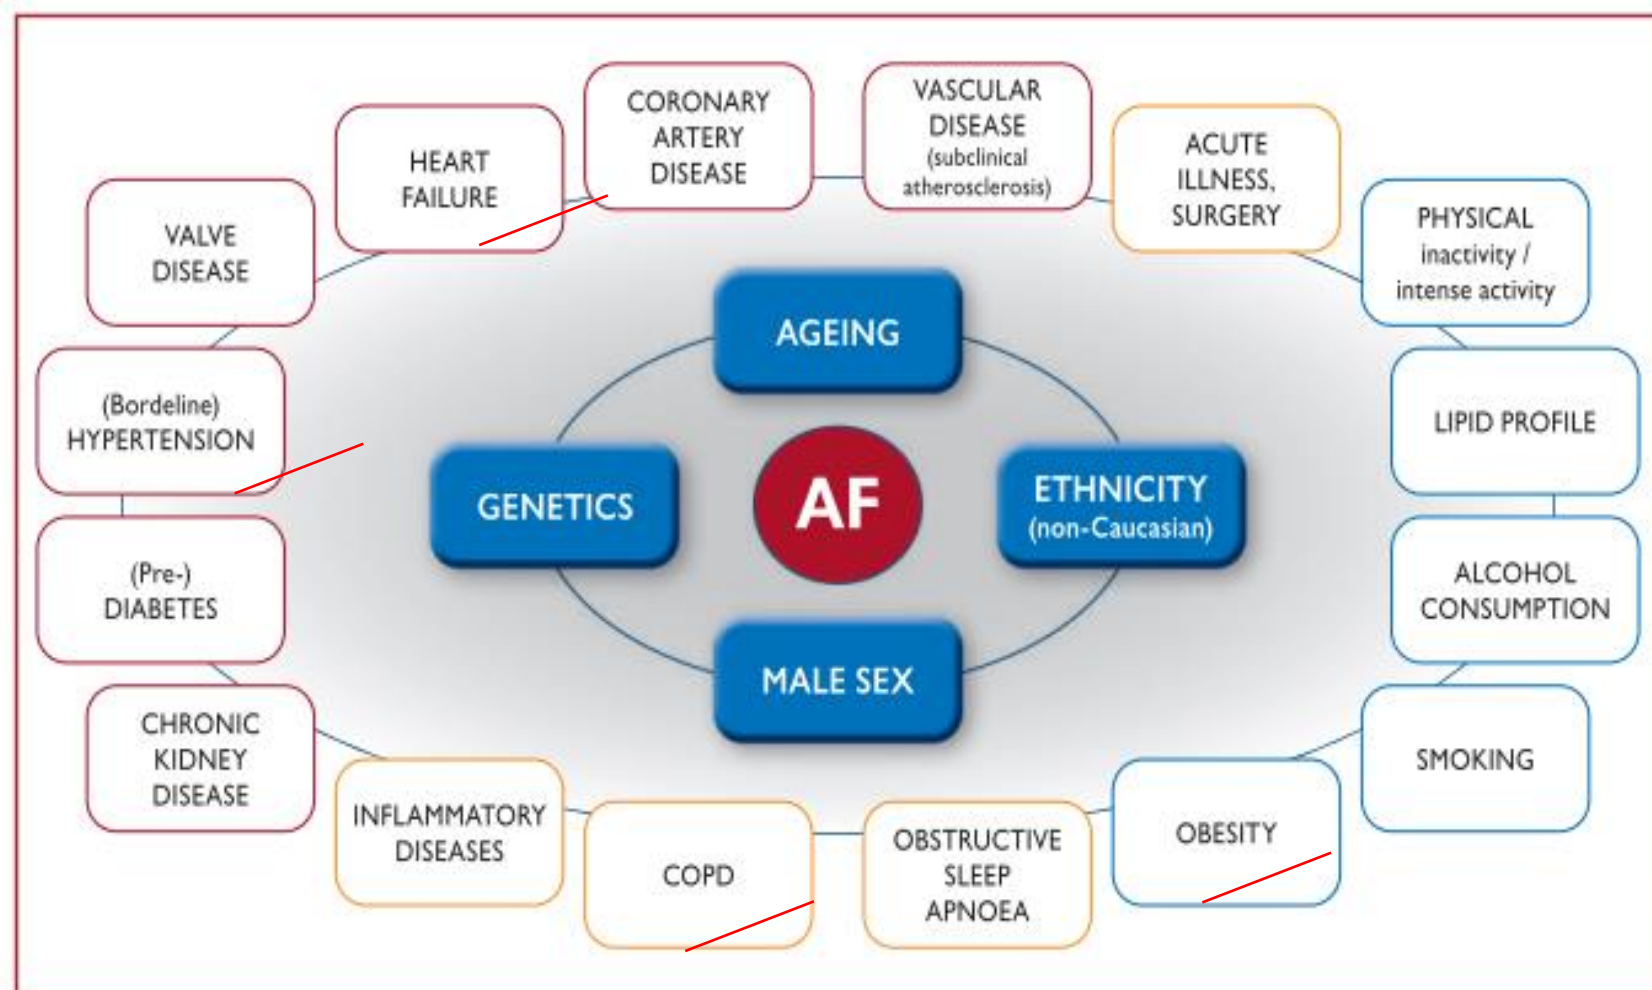 CORONARY
ARTERY
DISEASE
VASCULAR
DISEASE
(subclinical
atherosclerosis)
HEART
FAILURE
ACUTE
ILLNESS,
SURGERY
VALVE
DISEASE
PHYSICAL
inactivity /
intense activity
AGEING
(Bordeline)
HYPERTENSION
LIPID PROFILE
GENETICS
AF
ETHNICITY
(non-Caucasian)
(Pre-)
DIABETES
ALCOHOL
CONSUMPTION
MALE SEX
CHRONIC
KIDNEY
DISEASE
SMOKING
INFLAMMATORY
DISEASES
COPD
OBSTRUCTIVE
SLEEP
APNOEA
OBESITY